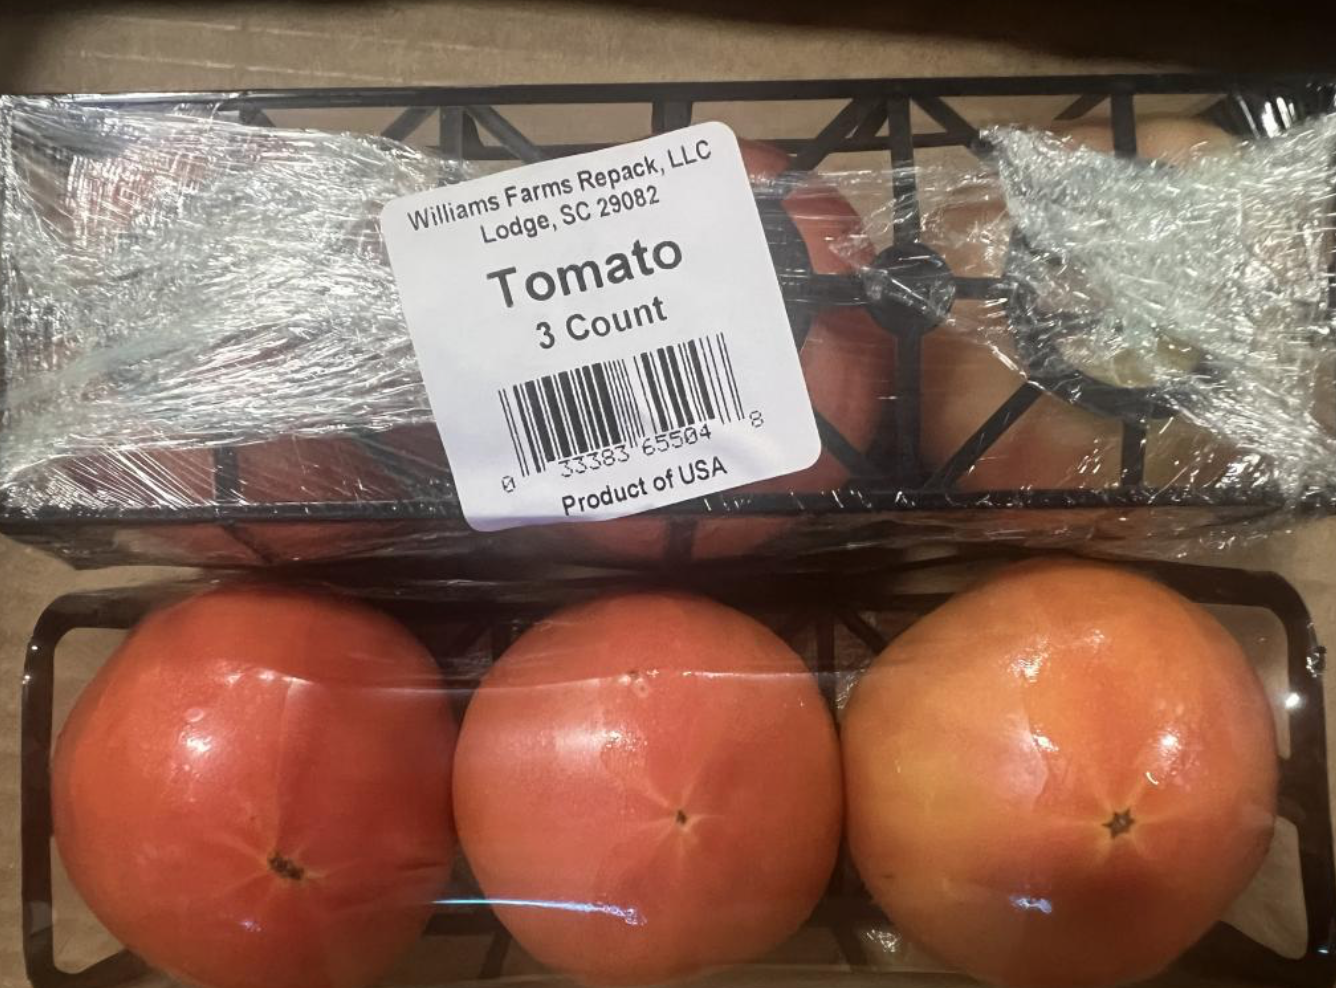 Williams Farms Repack, LLC
Lodge, SC 29082
Tomato
3 Count
0 33383 65504 8
Product of USA